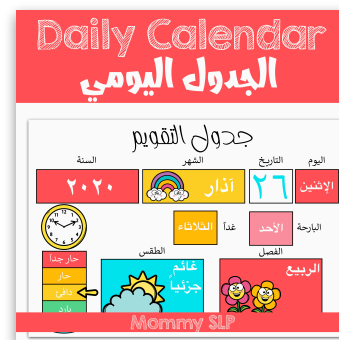 Daily Calendar
الجدول اليومي
جدول التقويم
اليوم
التاريخ
الشهر
السنة
الإثنين
٢٦
آذار
٢٠٢٠
البارحة
الأحد
غداً
الثلاثاء
الفصل
الطقس
الربيع
غائم
جزئياً
حار جداً
حار
دافئ
بارد
Mommy SLP